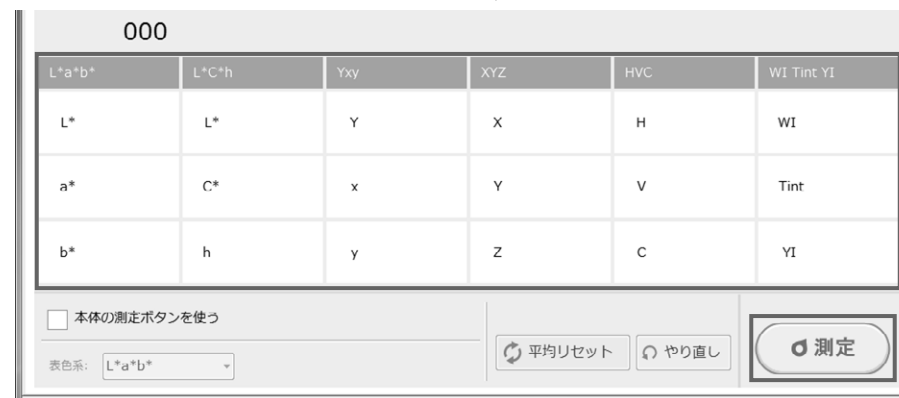 000
L*a*b* L*C*h Yxy XYZ HVC WI Tint YI
L* L* Y X H WI
a* C* x Y V Tint
b* h y Z C YI
本体の測定ボタンを使う
表色系: L*a*b* 平均リセット やり直し 測定